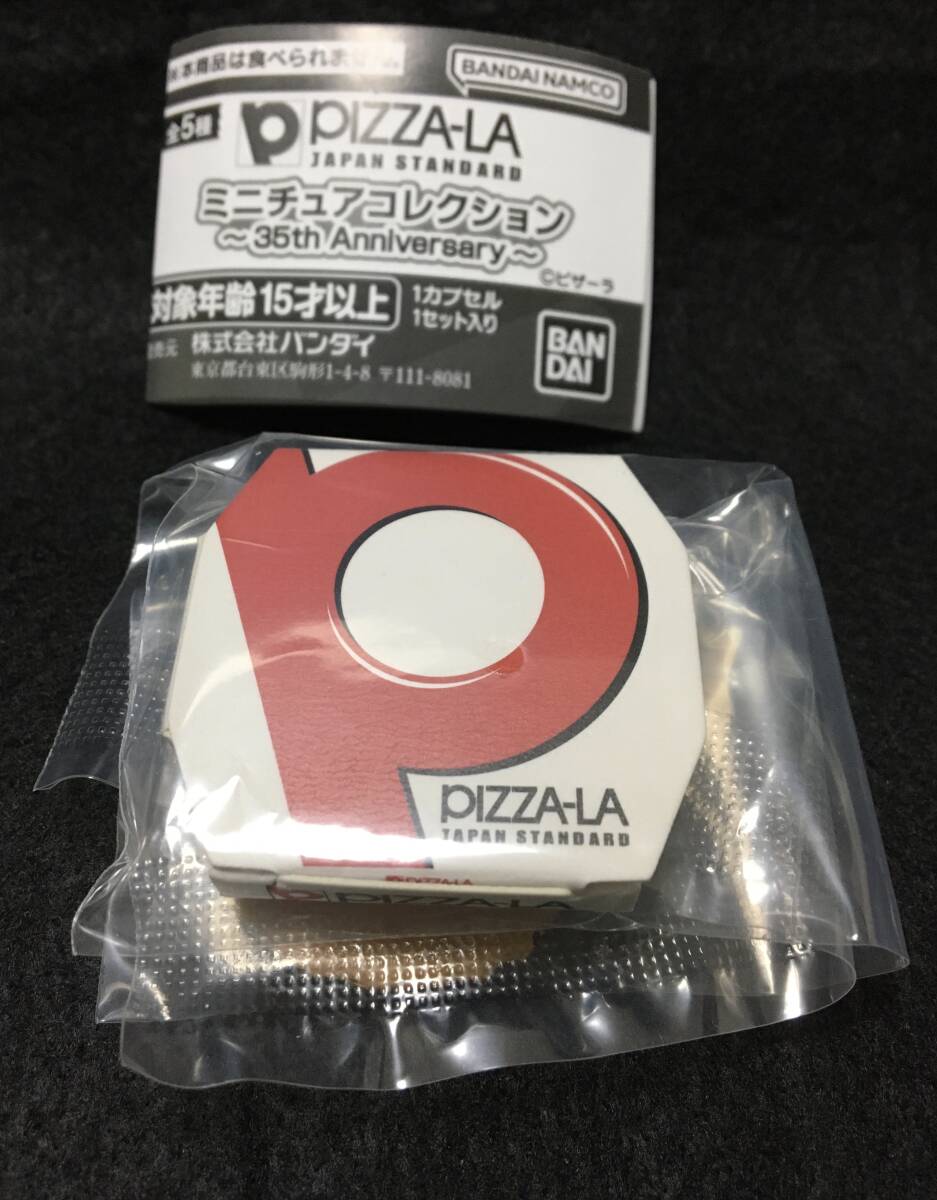 本商品は食べられません
BANDAI NAMCO
全5種
PIZZA-LA
JAPAN STANDARD
ミニチュアコレクション
～35th Anniversary～
©ピザーラ
対象年齢 15才以上
1カプセル
1セット入り
発売元 株式会社バンダイ
東京都台東区駒形1-4-8 〒111-8081
BAN
DAI
PIZZA-LA
JAPAN STANDARD
PIZZA-LA
PIZZA-LA